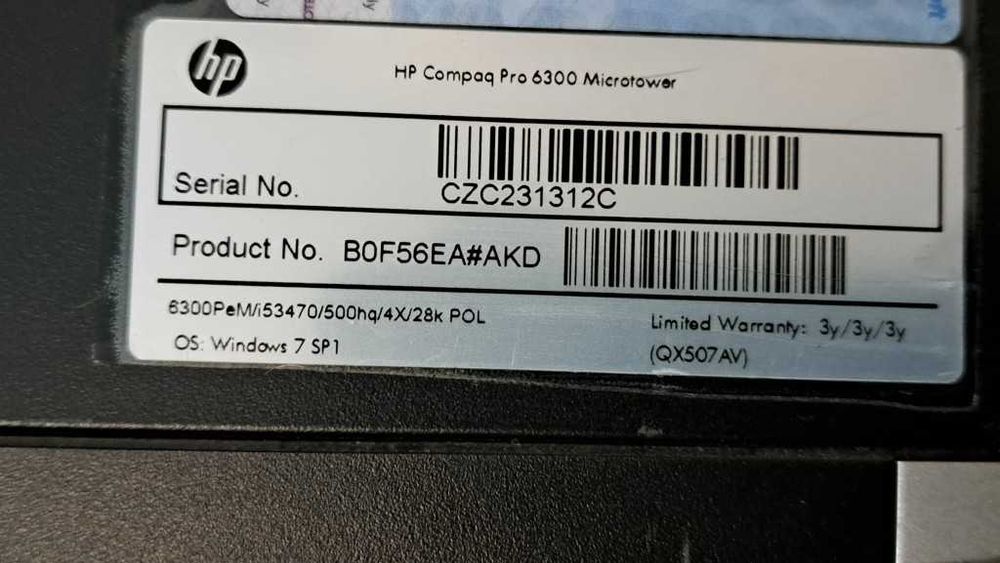 hp
HP Compaq Pro 6300 Microtower
Serial No.
CZC231312C
Product No. B0F56EA#AKD
6300PeM/i53470/500hq/4X/28k POL
OS: Windows 7 SP1
Limited Warranty: 3y/3y/3y
(QX507AV)